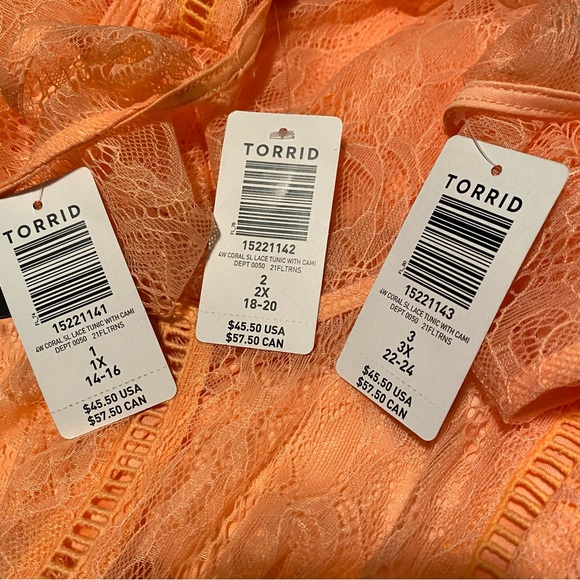 TORRID
FL_74
15221141
4W CORAL SL LACE TUNIC WITH CAMI
DEPT 0050 21FLTRNS
1
1X
14-16
$45.50 USA
$57.50 CAN
TORRID
FL_79
15221142
4W CORAL SL LACE TUNIC WITH CAMI
DEPT 0050 21FLTRNS
2
2X
18-20
$45.50 USA
$57.50 CAN
TORRID
15221143
4W CORAL SL LACE TUNIC WITH CAMI
DEPT 0050 21FLTRNS
3
3X
22-24
$45.50 USA
$57.50 CAN